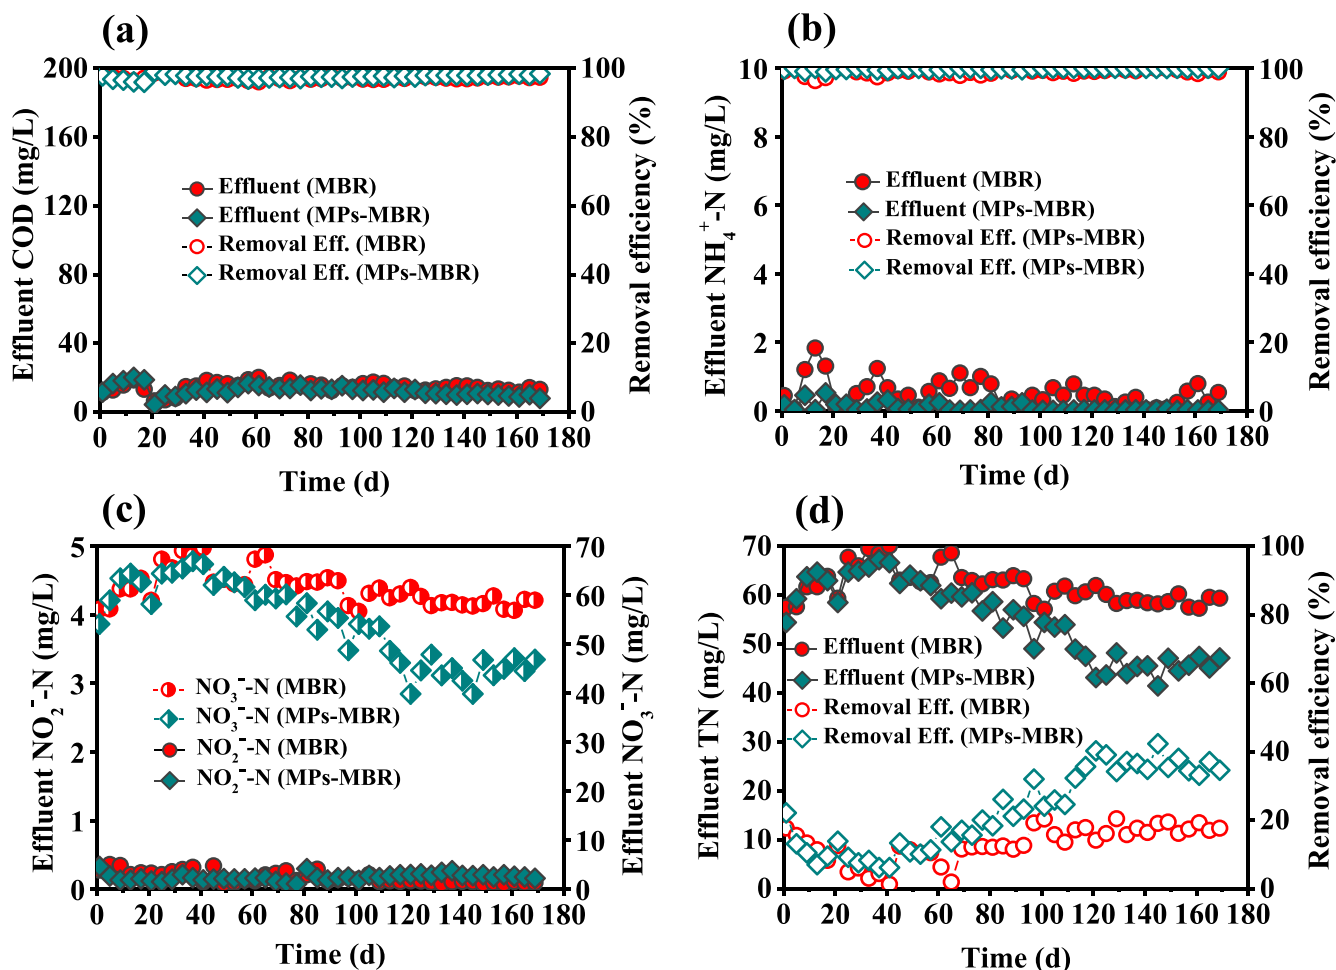 (a)
Effluent COD (mg/L)
200
160
120
80
40
0
Effluent (MBR)
Effluent (MPs-MBR)
Removal Eff. (MBR)
Removal Eff. (MPs-MBR)
100
80
60
40
20
0
Removal efficiency (%)
0 20 40 60 80 100 120 140 160 180
Time (d)
(b)
Effluent NH₄⁺-N (mg/L)
10
8
6
4
2
0
Effluent (MBR)
Effluent (MPs-MBR)
Removal Eff. (MPs-MBR)
Removal Eff. (MPs-MBR)
100
80
60
40
20
0
Removal efficiency (%)
0 20 40 60 80 100 120 140 160 180
Time (d)
(c)
Effluent NO₂⁻-N (mg/L)
5
4
3
2
1
0
NO₃⁻-N (MBR)
NO₃⁻-N (MPs-MBR)
NO₂⁻-N (MBR)
NO₂⁻-N (MPs-MBR)
70
60
50
40
30
20
10
0
Effluent NO₃⁻-N (mg/L)
0 20 40 60 80 100 120 140 160 180
Time (d)
(d)
Effluent TN (mg/L)
70
60
50
40
30
20
10
0
Effluent (MBR)
Effluent (MPs-MBR)
Removal Eff. (MBR)
Removal Eff. (MPs-MBR)
100
80
60
40
20
0
Removal efficiency (%)
0 20 40 60 80 100 120 140 160 180
Time (d)